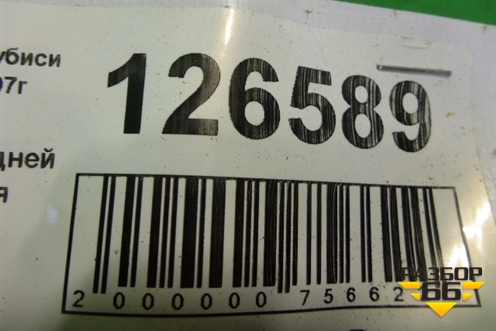 убиси
07г
126589
дней
я
2 000000 75662
РАЗБОР
66